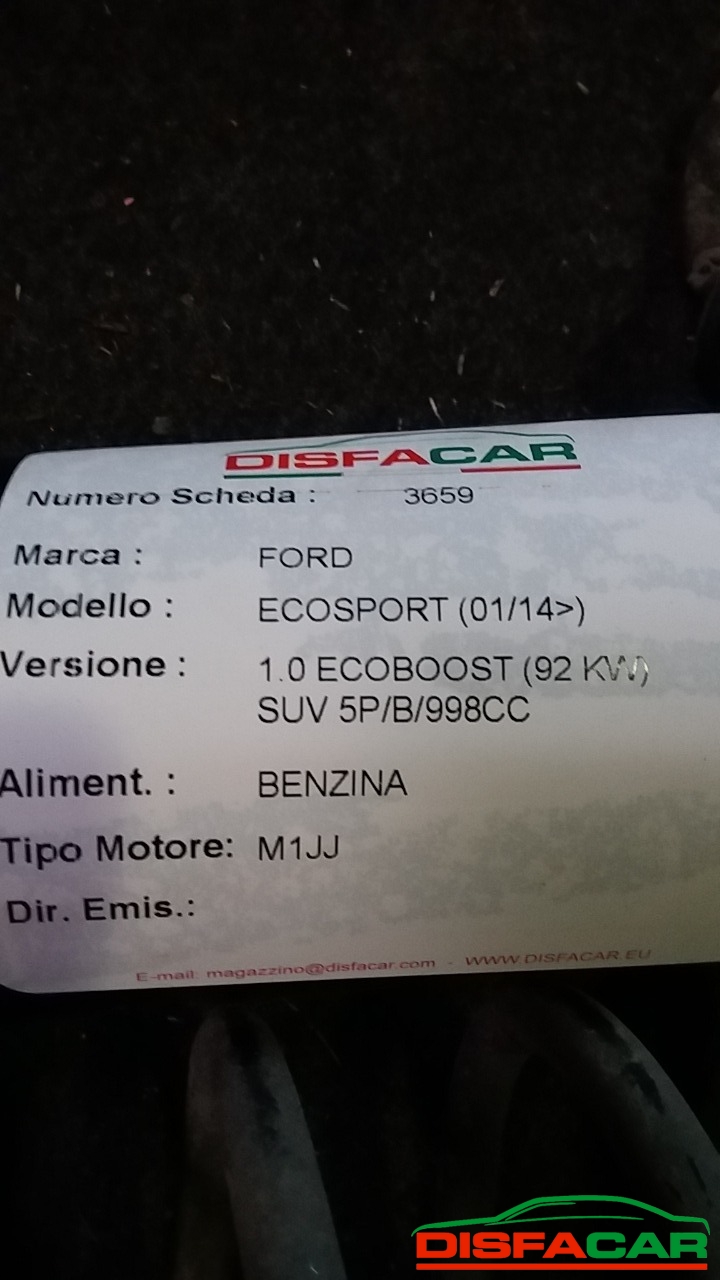 DISFACAR
Numero Scheda : 3659
Marca : FORD
Modello : ECOSPORT (01/14>)
Versione : 1.0 ECOBOOST (92 KW)
SUV 5P/B/998CC
Aliment. : BENZINA
Tipo Motore: M1JJ
Dir. Emis.:
E-mail: magazzino@disfacar.com - WWW.DISFACAR.EU
DISFACAR